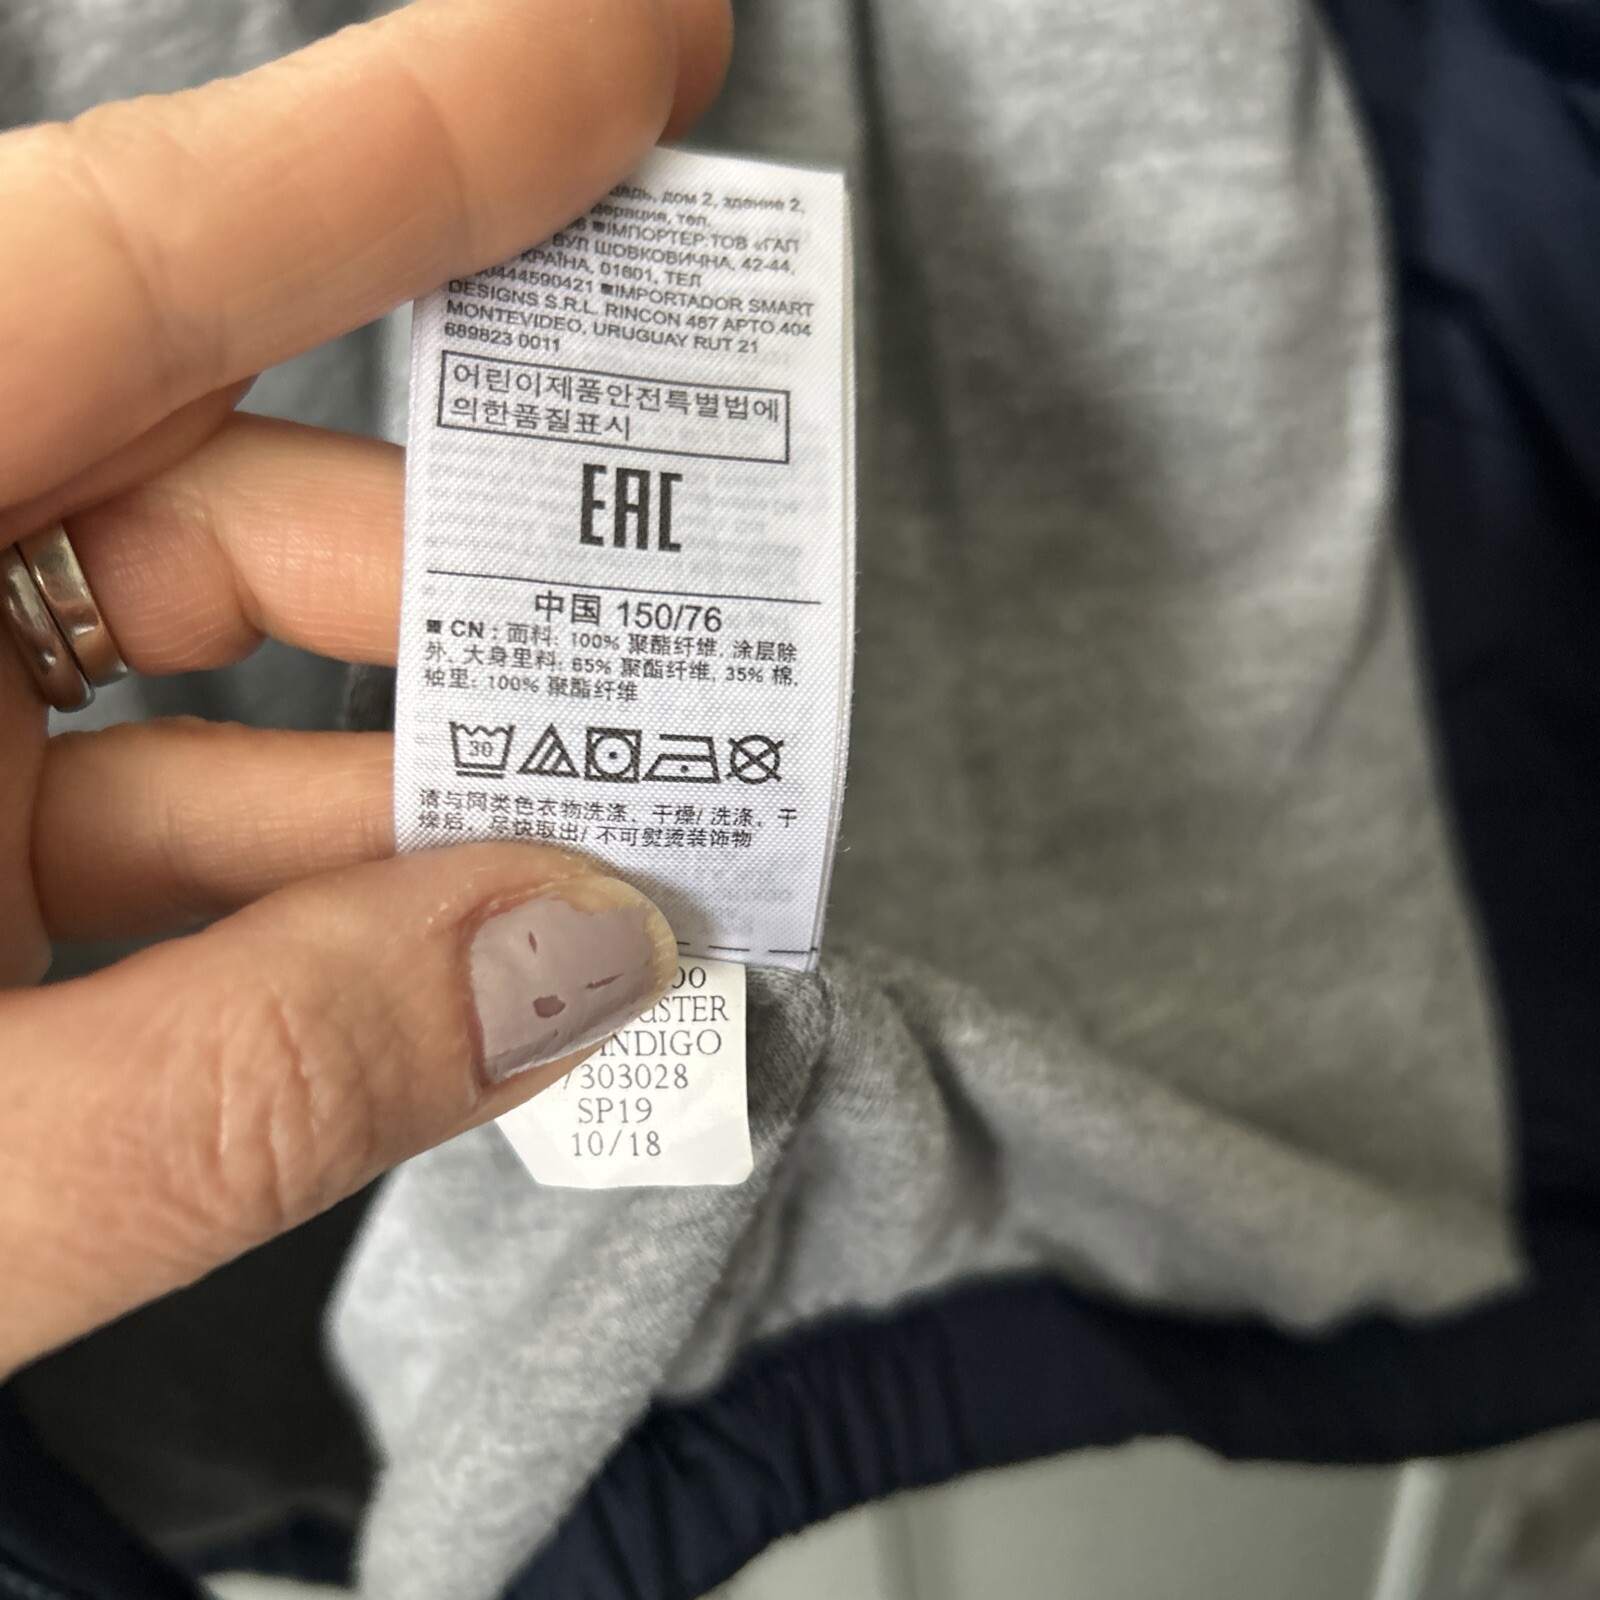 дом 2, здание 2,
тел.
■ІМПОРТЕР:ТОВ «ГАП
ВУЛ ШОВКОВИЧНА, 42-44,
01601, ТЕЛ
0444590421 ■IMPORTADOR SMART
DESIGNS S.R.L. RINCON 487 APTO.404
MONTEVIDEO, URUGUAY RUT 21
689823 0011
어린이제품안전특별법에
의한품질표시
EAC
中国 150/76
■ CN : 面料: 100% 聚酯纤维, 涂层除
外, 大身里料: 65% 聚酯纤维, 35% 棉,
袖里: 100% 聚酯纤维
30
请与同类色衣物洗涤、干燥/ 洗涤、干
燥后, 尽快取出/ 不可熨烫装饰物
00
INDIGO
7303028
SP19
10/18